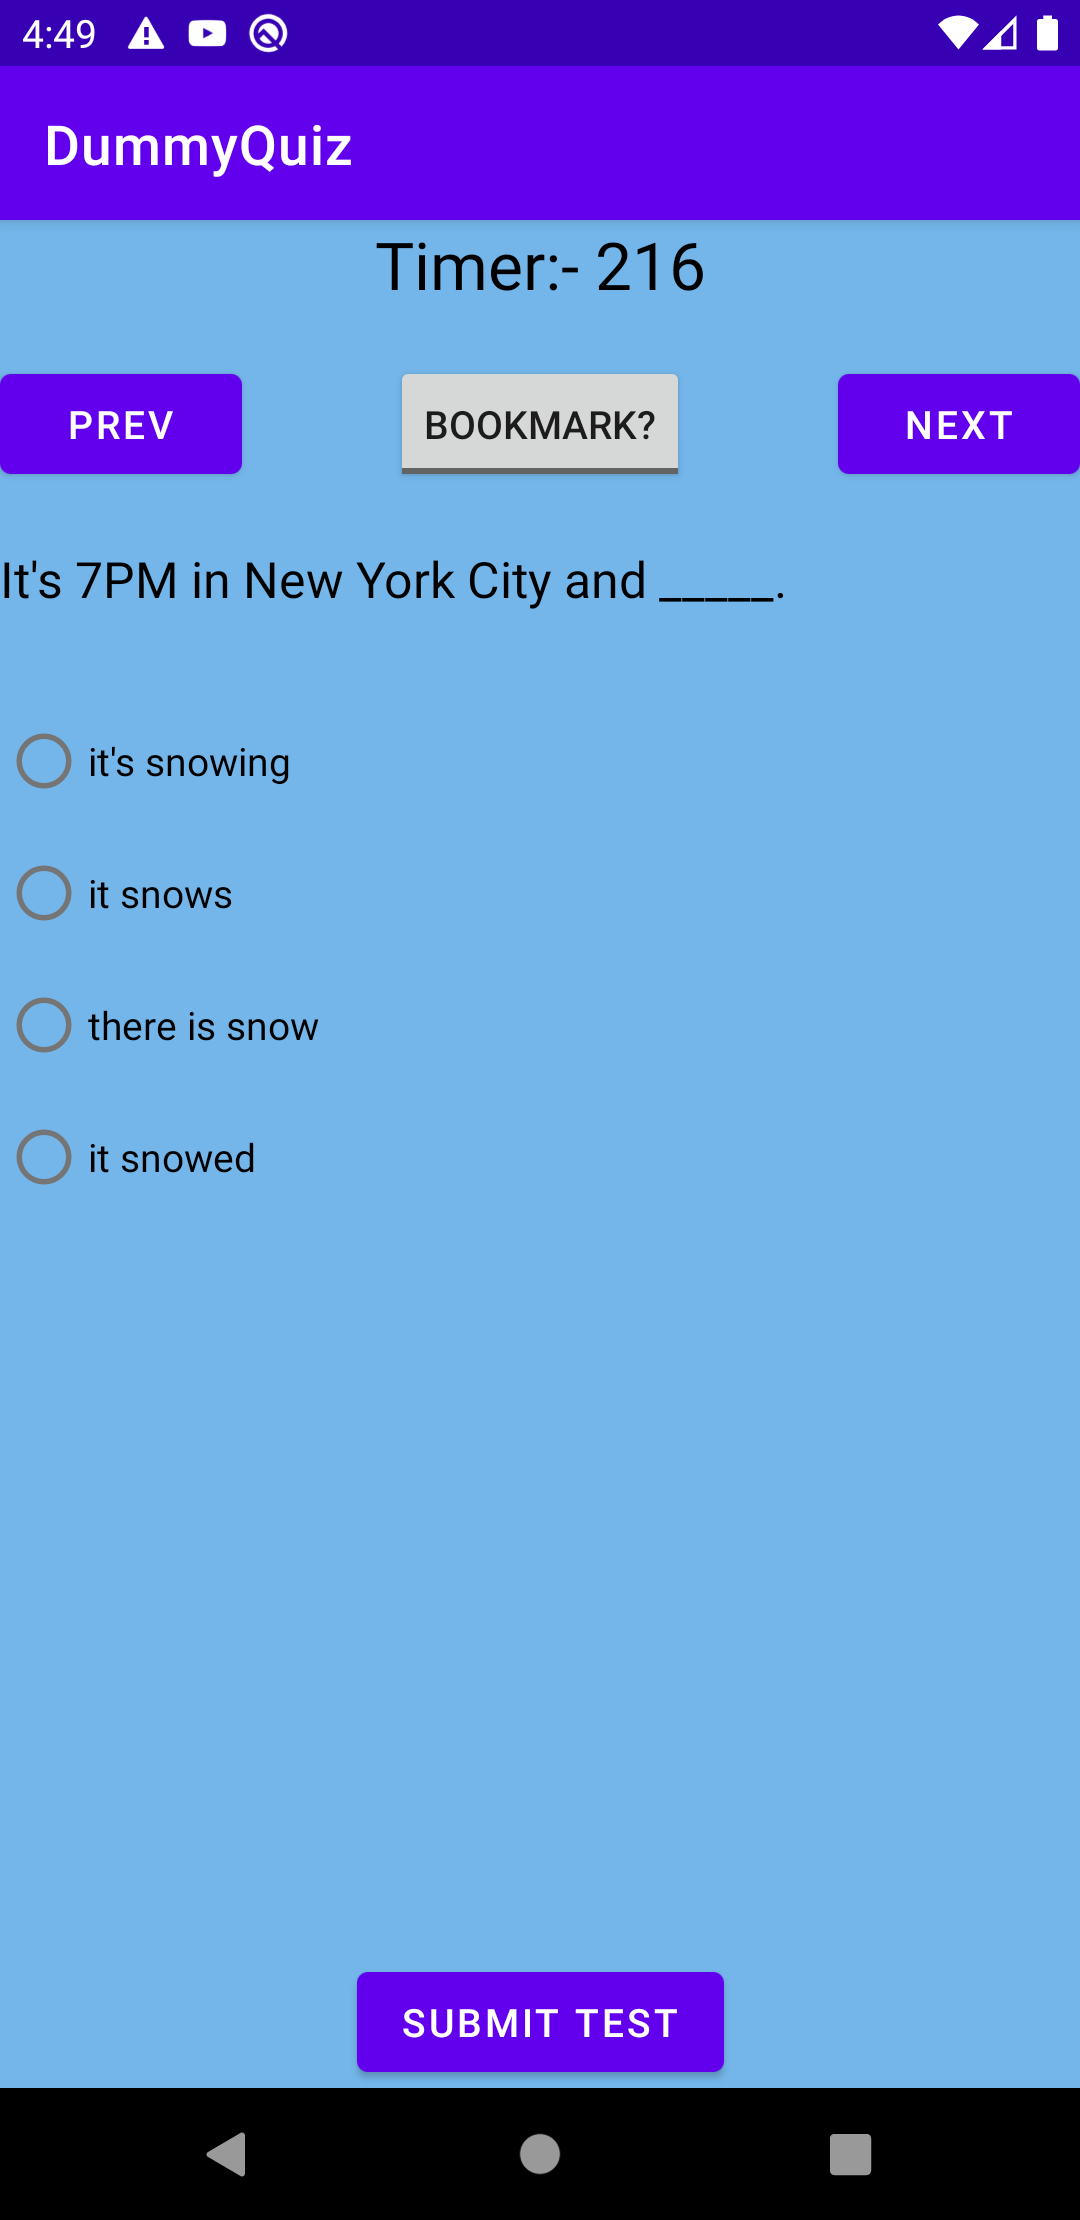 4:49
DummyQuiz
Timer:- 216
PREV
BOOKMARK?
NEXT
It's 7PM in New York City and _____.
it's snowing
it snows
there is snow
it snowed
SUBMIT TEST